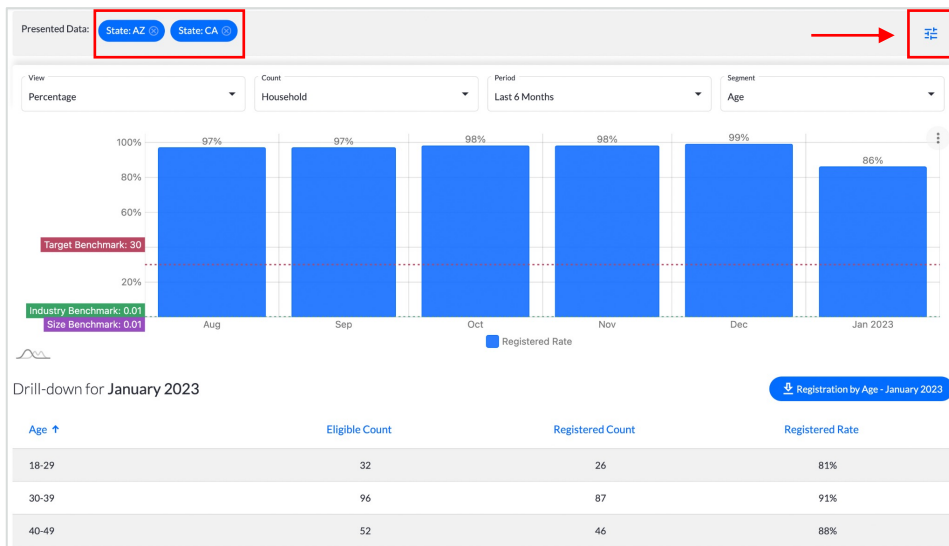 Presented Data: State: AZ State: CA
View Count Period Segment
Percentage Household Last 6 Months Age
100% 97% 97% 98% 98% 99% 86%
80%
60%
Target Benchmark: 30
20%
Industry Benchmark: 0.01
Size Benchmark: 0.01
Aug Sep Oct Nov Dec Jan 2023
Registered Rate
Drill-down for January 2023 Registration by Age - January 2023
Age ↑ Eligible Count Registered Count Registered Rate
18-29 32 26 81%
30-39 96 87 91%
40-49 52 46 88%